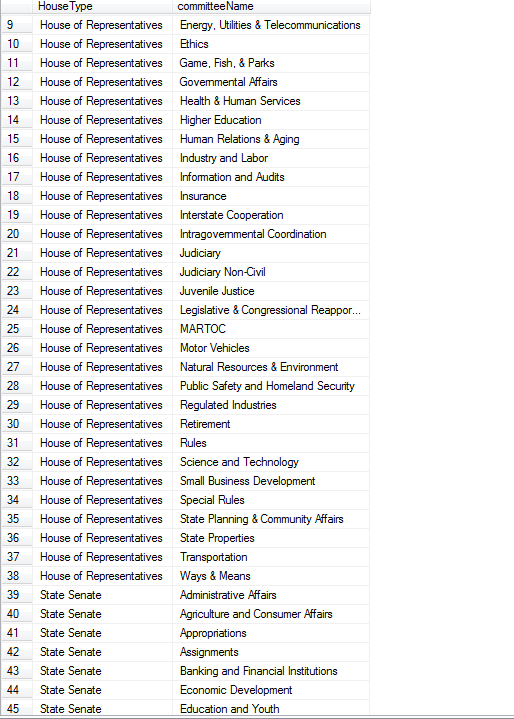 HouseType committeeName
9 House of Representatives Energy, Utilities & Telecommunications
10 House of Representatives Ethics
11 House of Representatives Game, Fish, & Parks
12 House of Representatives Governmental Affairs
13 House of Representatives Health & Human Services
14 House of Representatives Higher Education
15 House of Representatives Human Relations & Aging
16 House of Representatives Industry and Labor
17 House of Representatives Information and Audits
18 House of Representatives Insurance
19 House of Representatives Interstate Cooperation
20 House of Representatives Intragovernmental Coordination
21 House of Representatives Judiciary
22 House of Representatives Judiciary Non-Civil
23 House of Representatives Juvenile Justice
24 House of Representatives Legislative & Congressional Reappor...
25 House of Representatives MARTOC
26 House of Representatives Motor Vehicles
27 House of Representatives Natural Resources & Environment
28 House of Representatives Public Safety and Homeland Security
29 House of Representatives Regulated Industries
30 House of Representatives Retirement
31 House of Representatives Rules
32 House of Representatives Science and Technology
33 House of Representatives Small Business Development
34 House of Representatives Special Rules
35 House of Representatives State Planning & Community Affairs
36 House of Representatives State Properties
37 House of Representatives Transportation
38 House of Representatives Ways & Means
39 State Senate Administrative Affairs
40 State Senate Agriculture and Consumer Affairs
41 State Senate Appropriations
42 State Senate Assignments
43 State Senate Banking and Financial Institutions
44 State Senate Economic Development
45 State Senate Education and Youth